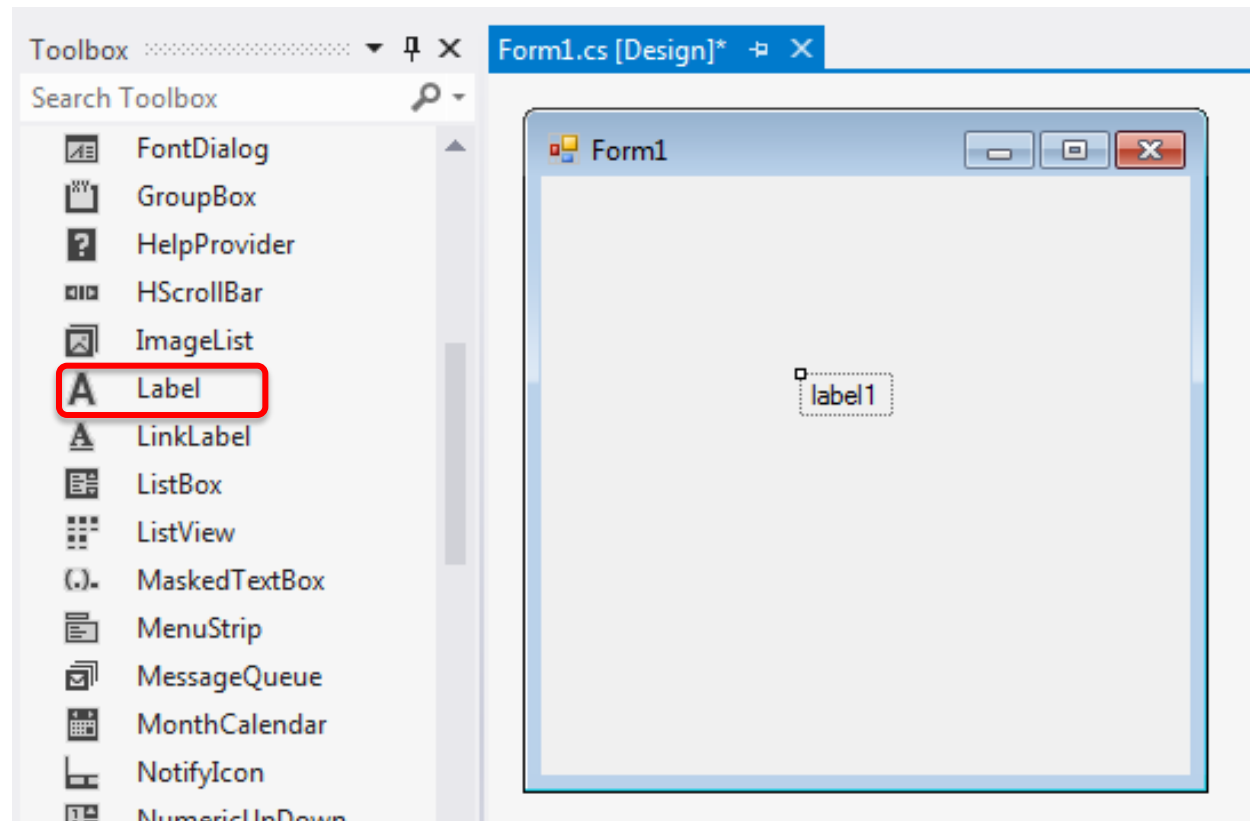 Toolbox
Search Toolbox
FontDialog
GroupBox
HelpProvider
HScrollBar
ImageList
Label
LinkLabel
ListBox
ListView
MaskedTextBox
MenuStrip
MessageQueue
MonthCalendar
NotifyIcon
NumericUpDown
Form1.cs [Design]*
Form1
label1